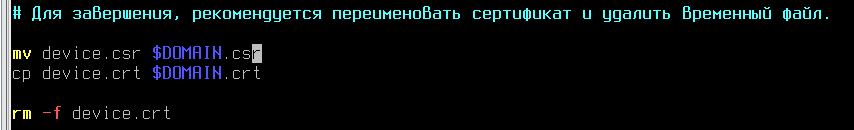 # Для завершения, рекомендуется переименовать сертификат и удалить временный файл.
mv device.csr $DOMAIN.csr
cp device.crt $DOMAIN.crt
rm -f device.crt